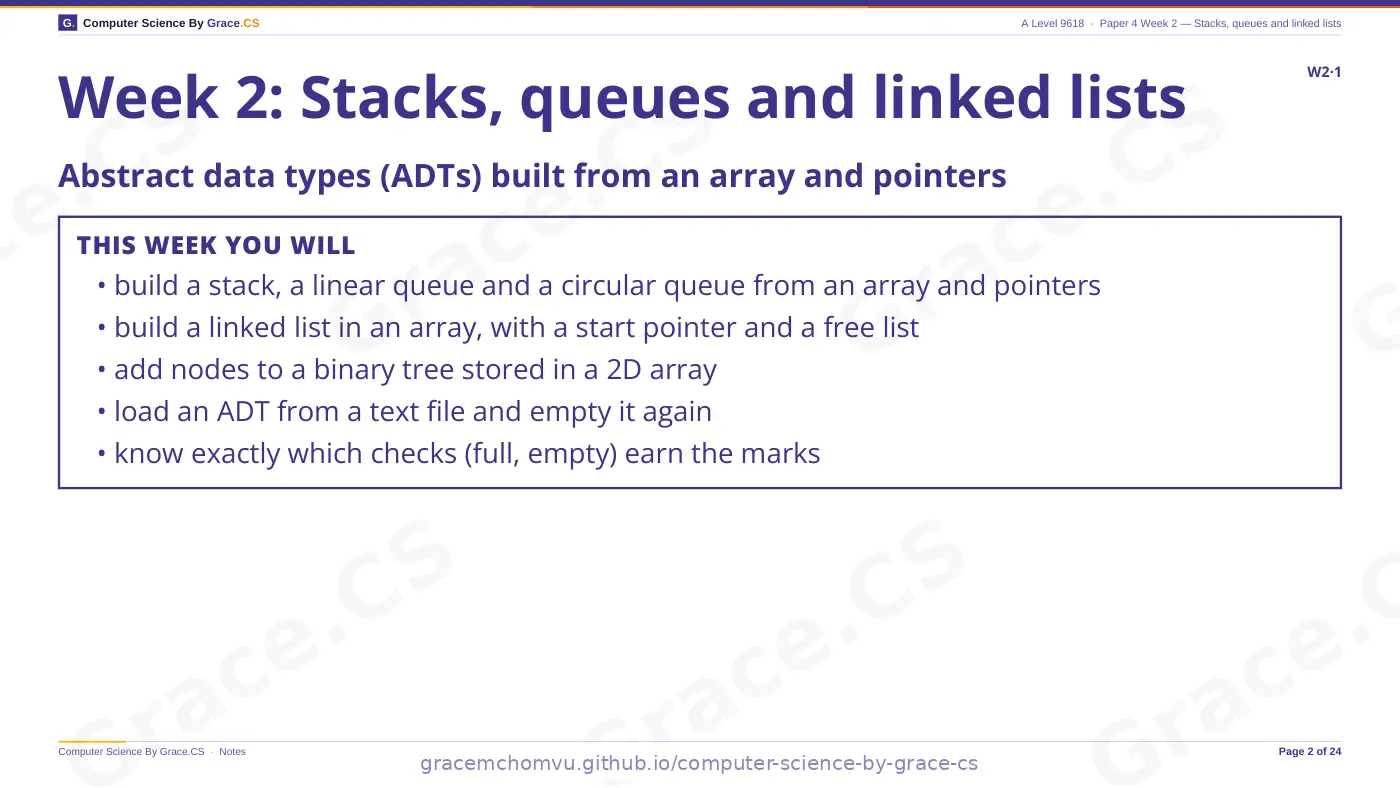 G. Computer Science By Grace.CS
A Level 9618 · Paper 4 Week 2 — Stacks, queues and linked lists
W2·1
Week 2: Stacks, queues and linked lists
Abstract data types (ADTs) built from an array and pointers
THIS WEEK YOU WILL
• build a stack, a linear queue and a circular queue from an array and pointers
• build a linked list in an array, with a start pointer and a free list
• add nodes to a binary tree stored in a 2D array
• load an ADT from a text file and empty it again
• know exactly which checks (full, empty) earn the marks
Computer Science By Grace.CS · Notes
Page 2 of 24
gracemchomvu.github.io/computer-science-by-grace-cs